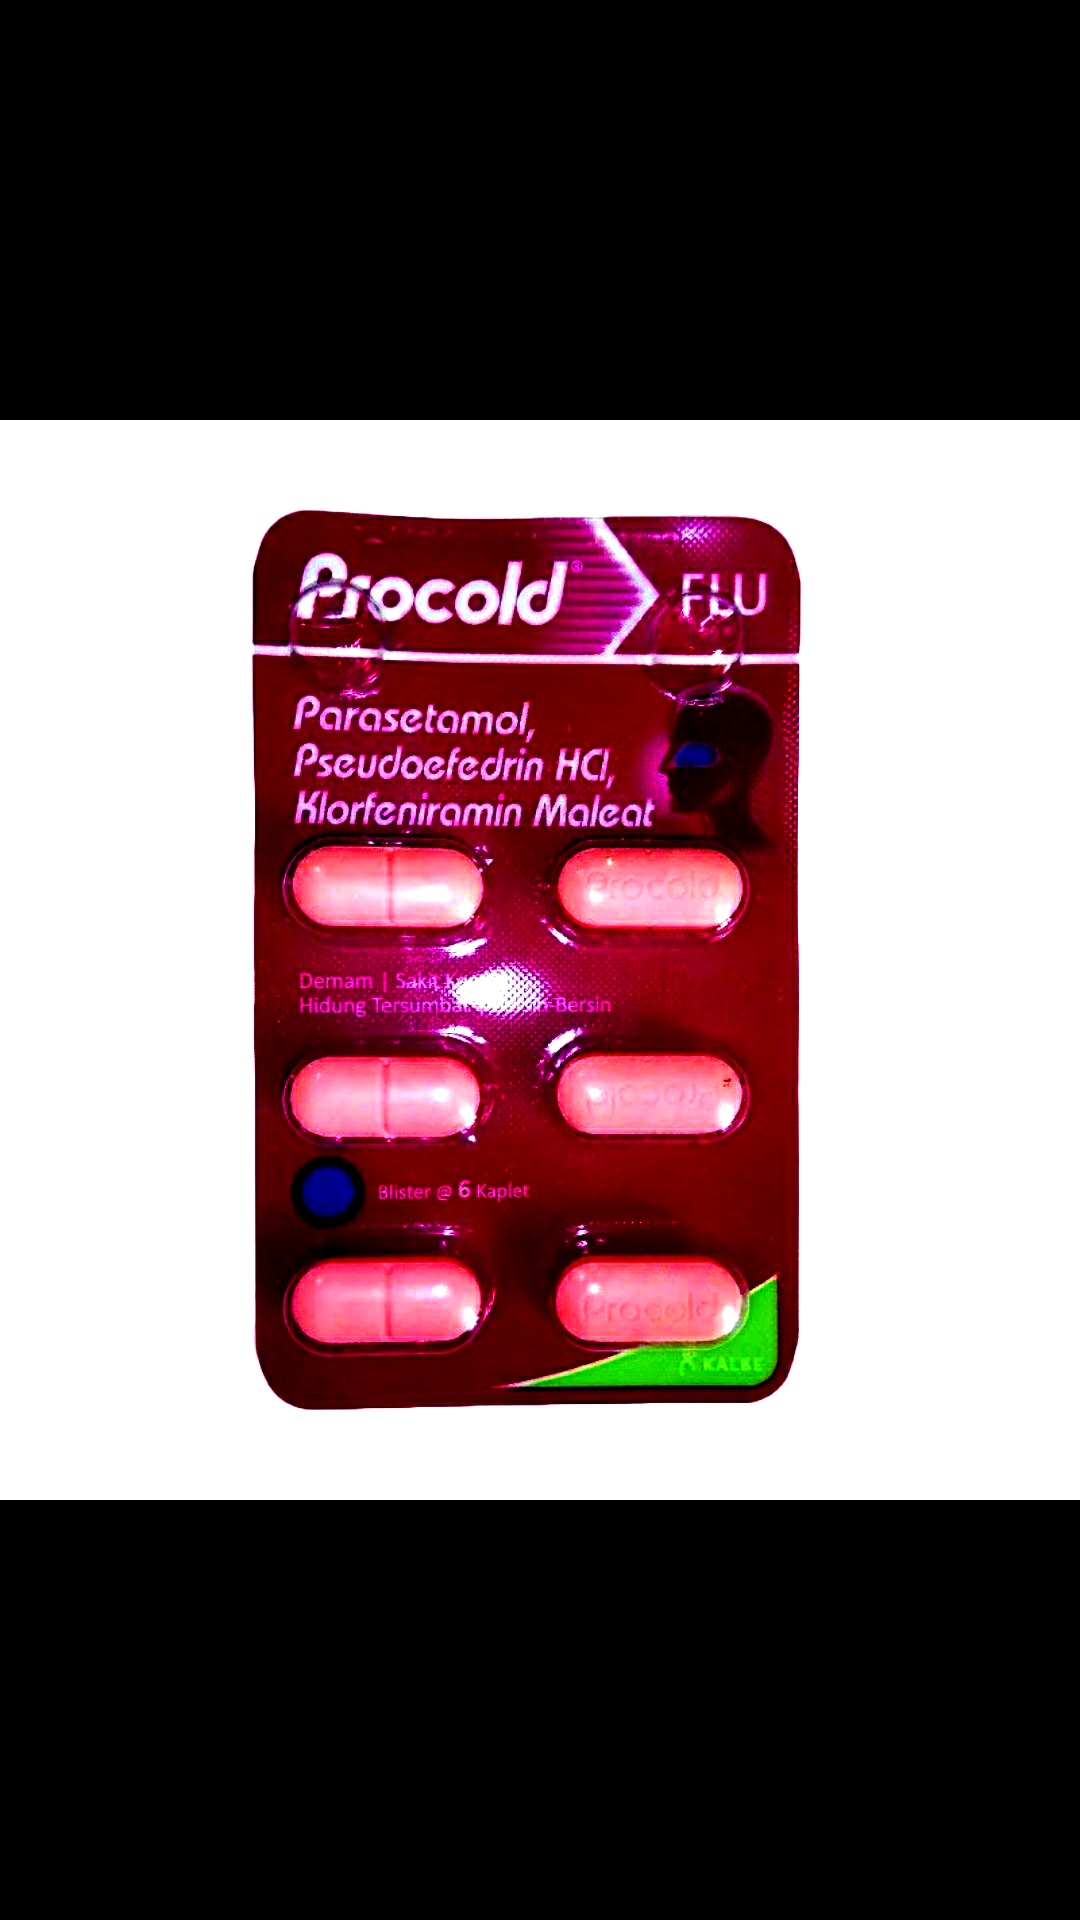 Procold®
FLU
Parasetamol,
Pseudoefedrin HCl,
Klorfeniramin Maleat
Procold
Demam | Sakit
Hidung Tersumbat -Bersin
Procold
Blister @ 6 Kaplet
Procold
KALBE